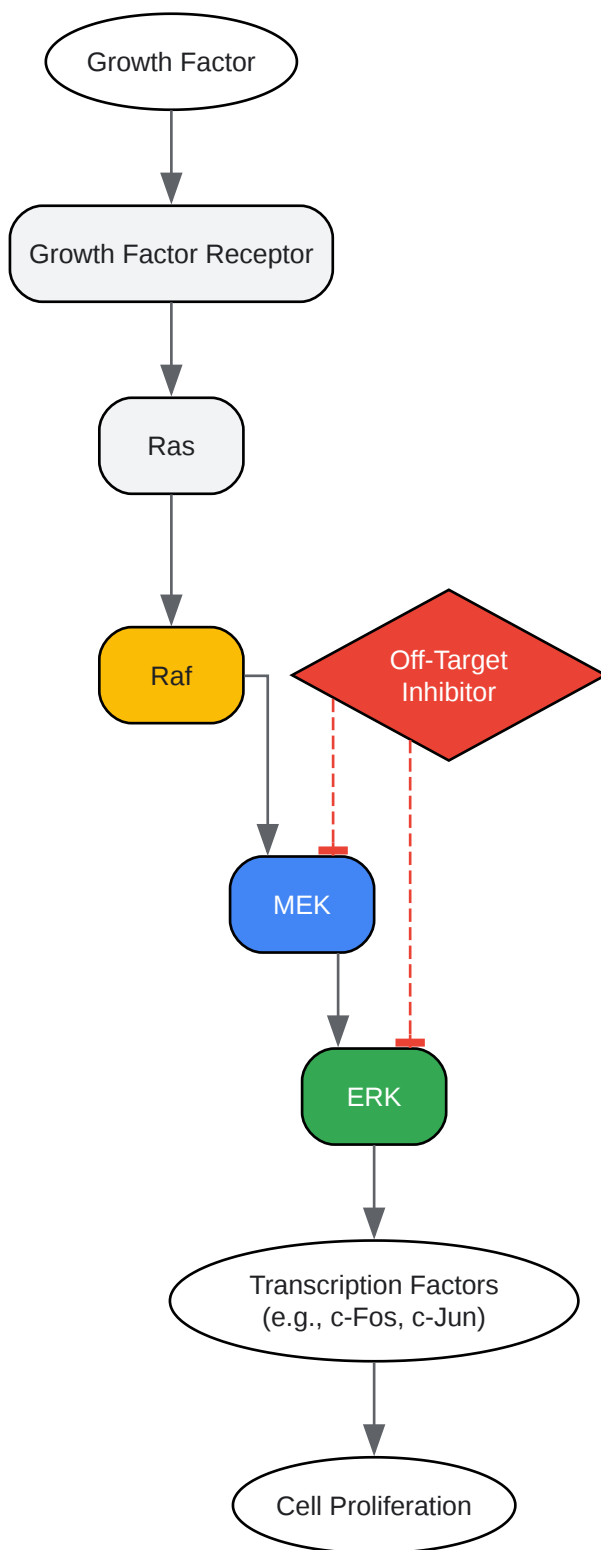 Growth Factor
Growth Factor Receptor
Ras
Raf
Off-Target
Inhibitor
MEK
ERK
Transcription Factors
(e.g., c-Fos, c-Jun)
Cell Proliferation